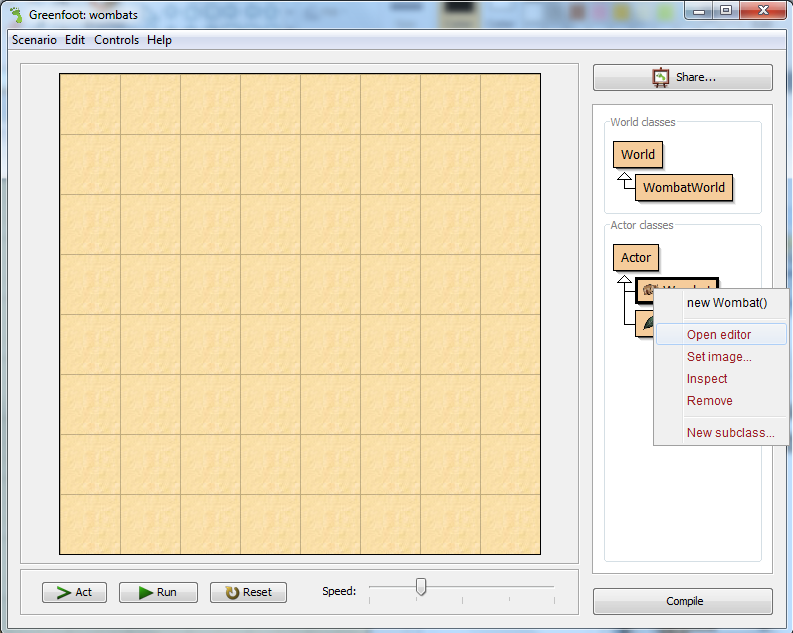 Greenfoot: wombats
Scenario Edit Controls Help
Share...
World classes
World
WombatWorld
Actor classes
Actor
Wombat
new Wombat()
Open editor
Set image...
Inspect
Remove
New subclass...
Act
Run
Reset
Speed:
Compile